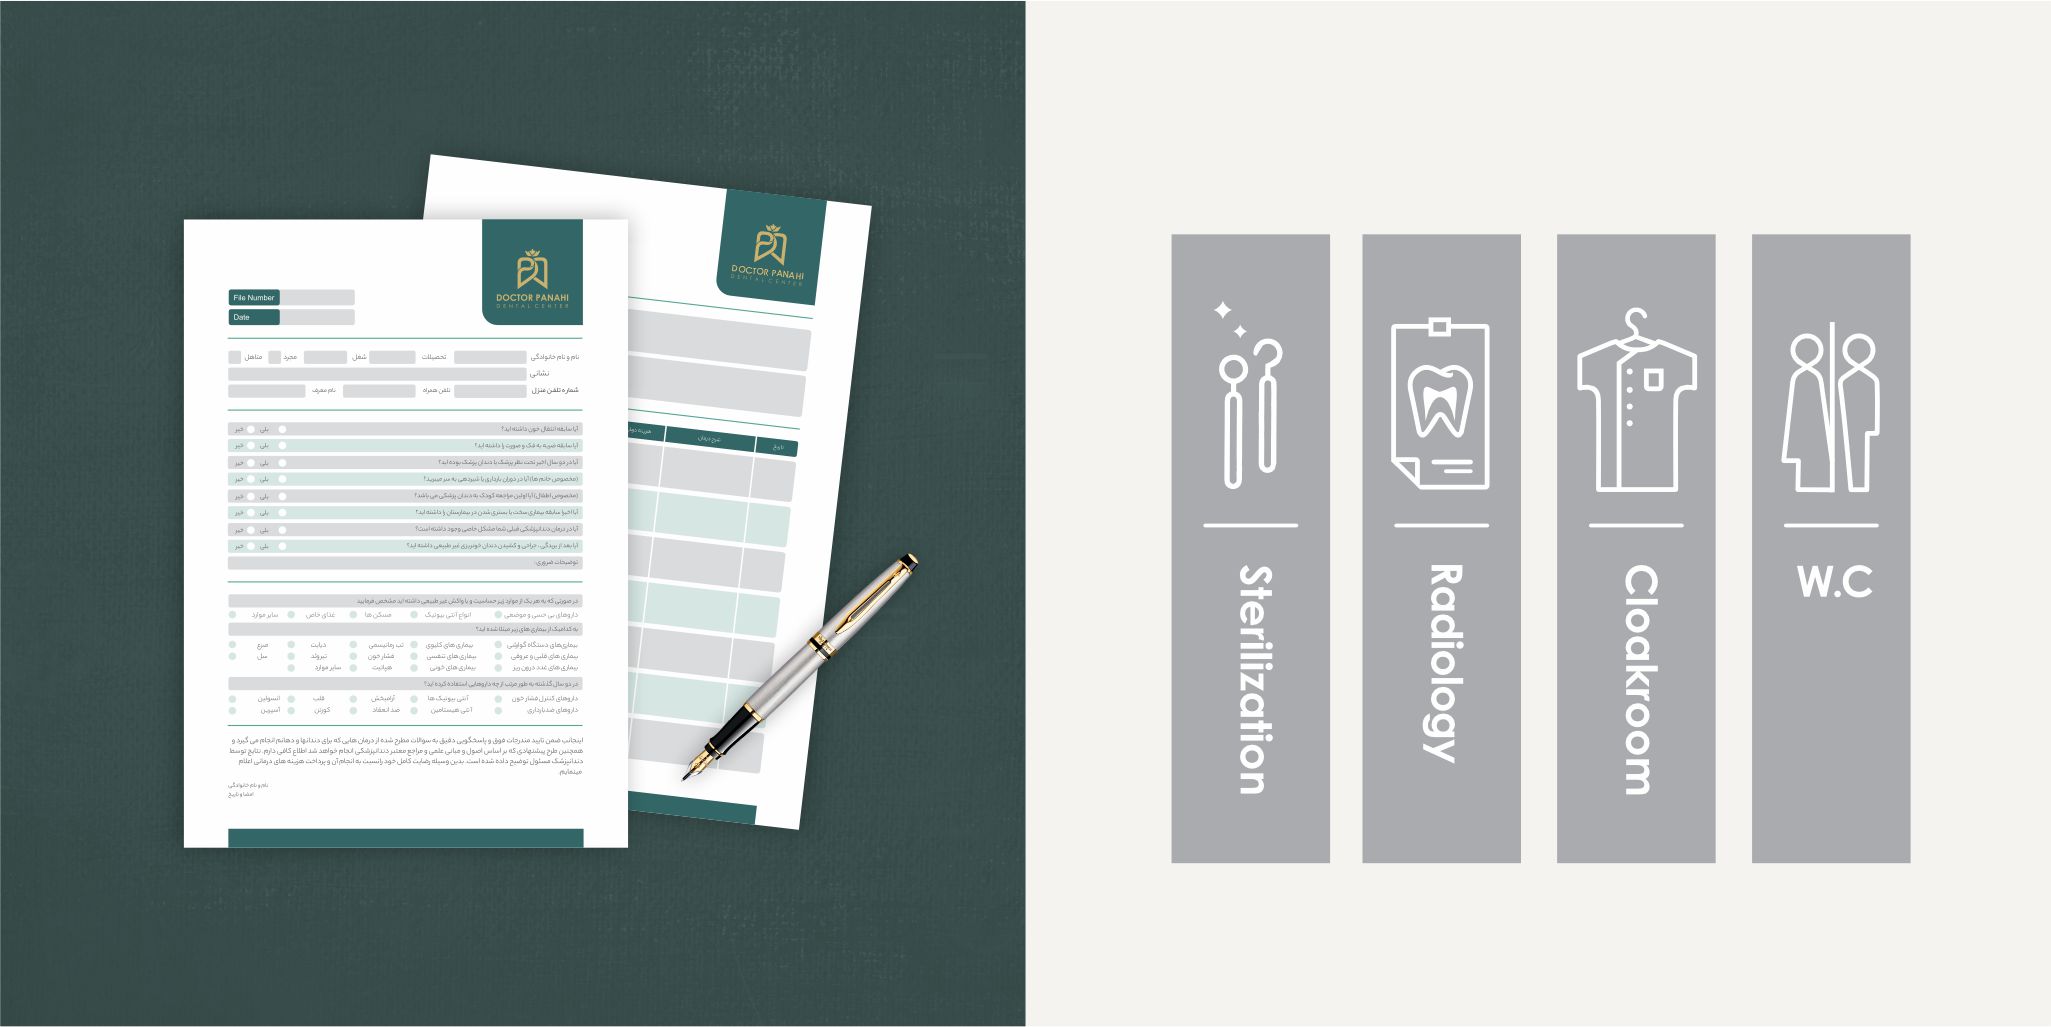 DOCTOR PANAHI
DENTAL CENTER
File Number
Date
نام و نام خانوادگی تحصیلات شغل مجرد متاهل
نشانی
شماره تلفن منزل تلفن همراه نام معرف
آیا سابقه انتقال خون داشته اید؟ بلی خیر
آیا سابقه ضربه به فک و صورت را داشته اید؟ بلی خیر
آیا در دو سال اخیر تحت نظر پزشک یا دندان پزشک بوده اید؟ بلی خیر
(مخصوص خانم ها) آیا در دوران بارداری یا شیردهی به سر میبرید؟ بلی خیر
(مخصوص اطفال) آیا اولین مراجعه کودک به دندان پزشکی می باشد؟ بلی خیر
آیا اخیرا سابقه بیماری سخت یا بستری شدن در بیمارستان را داشته اید؟ بلی خیر
آیا در درمان دندانپزشکی قبلی شما مشکل خاصی وجود داشته است؟ بلی خیر
آیا بعد از بریدگی، جراحی و کشیدن دندان خونریزی غیر طبیعی داشته اید؟ بلی خیر
توضیحات ضروری:
در صورتی که به هر یک از موارد زیر حساسیت و یا واکنش غیر طبیعی داشته اید مشخص فرمایید
داروهای بی حسی و موضعی انواع آنتی بیوتیک مسکن ها غذای خاص سایر موارد
به کدامیک از بیماری های زیر مبتلا شده اید؟
بیماریهای دستگاه گوارشی بیماری های کلیوی تب رماتیسمی دیابت صرع
بیماری های قلبی و عروقی بیماری های تنفسی فشار خون تیروئید سل
بیماری های غدد درون ریز بیماری های خونی هپاتیت سایر موارد
در دو سال گذشته به طور مرتب از چه داروهایی استفاده کرده اید؟
داروهای کنترل فشار خون آنتی بیوتیک ها آرامبخش قلب انسولین
داروهای ضدبارداری آنتی هیستامین ضد انعقاد کورتن آسپرین
اینجانب ضمن تایید مندرجات فوق و پاسخگویی دقیق به سوالات مطرح شده از درمان هایی که برای دندانها و دهانم انجام می گیرد و
همچنین طرح پیشنهادی که بر اساس اصول و مبانی علمی و مراجع معتبر دندانپزشکی انجام خواهد شد اطلاع کافی دارم. نتایج توسط
دندانپزشک مسئول توضیح داده شده است. بدین وسیله رضایت کامل خود را نسبت به انجام آن و پرداخت هزینه های درمانی اعلام
مینمایم.
نام و نام خانوادگی
امضا و تاریخ
DOCTOR PANAHI
DENTAL CENTER
تاریخ شرح درمان هزینه
Sterilization
Radiology
Cloakroom
W.C